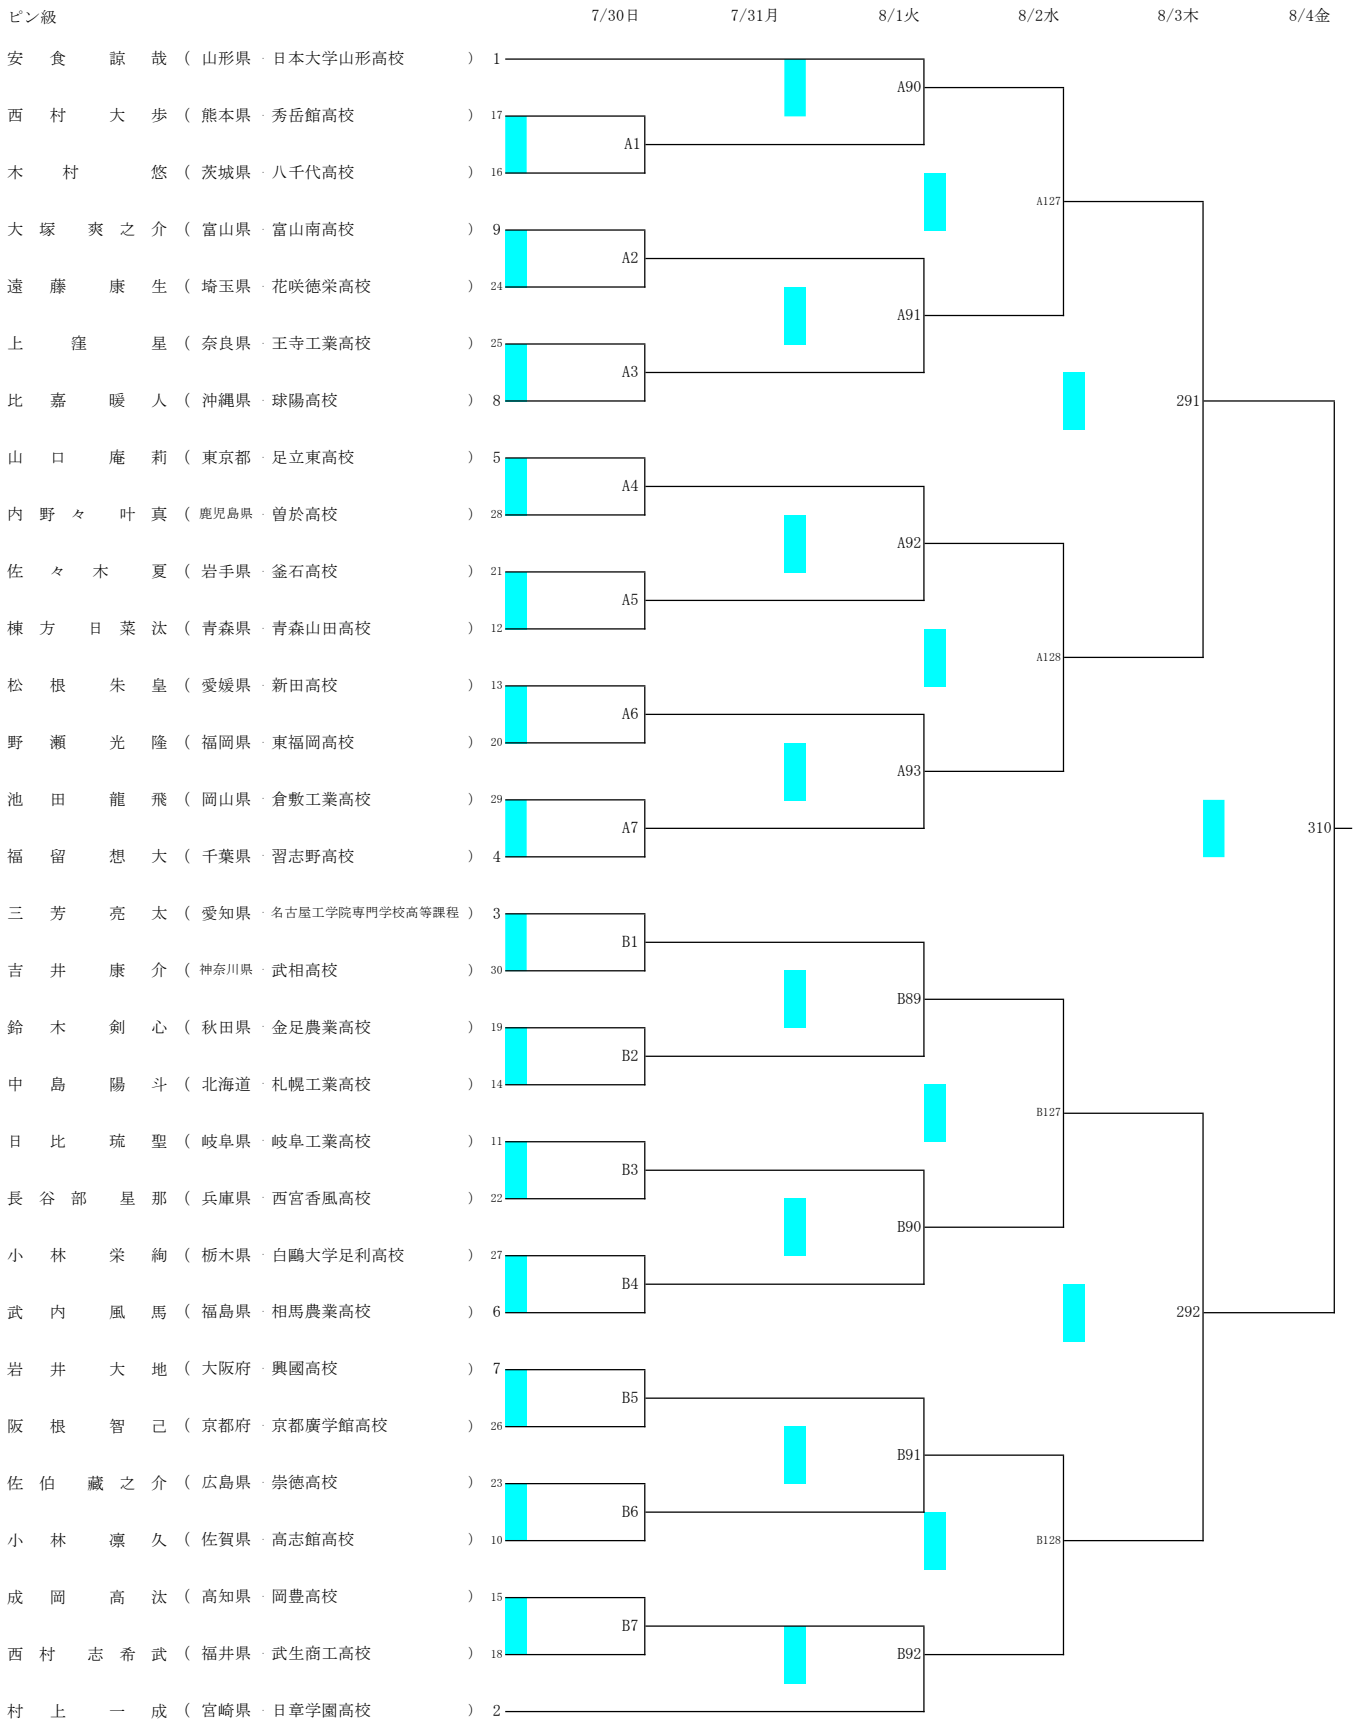 ピン級 7/30日 7/31月 8/1火 8/2水 8/3木 8/4金
安食 諒哉 ( 山形県 · 日本大学山形高校 ) 1
A90
西村 大歩 ( 熊本県 · 秀岳館高校 ) 17
A1
木村 悠 ( 茨城県 · 八千代高校 ) 16
A127
大塚 爽之介 ( 富山県 · 富山南高校 ) 9
A2
遠藤 康生 ( 埼玉県 · 花咲徳栄高校 ) 24
A91
上窪 星 ( 奈良県 · 王寺工業高校 ) 25
A3
比嘉 暖人 ( 沖縄県 · 球陽高校 ) 8
291
山口 庵莉 ( 東京都 · 足立東高校 ) 5
A4
内野々 叶真 ( 鹿児島県 · 曽於高校 ) 28
A92
佐々木 夏 ( 岩手県 · 釜石高校 ) 21
A5
棟方 日菜汰 ( 青森県 · 青森山田高校 ) 12
A128
松根 朱皇 ( 愛媛県 · 新田高校 ) 13
A6
野瀬 光隆 ( 福岡県 · 東福岡高校 ) 20
A93
池田 龍飛 ( 岡山県 · 倉敷工業高校 ) 29
A7 310
福留 想大 ( 千葉県 · 習志野高校 ) 4
三芳 亮太 ( 愛知県 · 名古屋工学院専門学校高等課程 ) 3
B1
吉井 康介 ( 神奈川県 · 武相高校 ) 30
B89
鈴木 剣心 ( 秋田県 · 金足農業高校 ) 19
B2
中島 陽斗 ( 北海道 · 札幌工業高校 ) 14
B127
日比 琉聖 ( 岐阜県 · 岐阜工業高校 ) 11
B3
長谷部 星那 ( 兵庫県 · 西宮香風高校 ) 22
B90
小林 栄絢 ( 栃木県 · 白鷗大学足利高校 ) 27
B4
武内 風馬 ( 福島県 · 相馬農業高校 ) 6
292
岩井 大地 ( 大阪府 · 興國高校 ) 7
B5
阪根 智己 ( 京都府 · 京都廣学館高校 ) 26
B91
佐伯 藏之介 ( 広島県 · 崇徳高校 ) 23
B6
小林 凛久 ( 佐賀県 · 高志館高校 ) 10
B128
成岡 高汰 ( 高知県 · 岡豊高校 ) 15
B7
西村 志希武 ( 福井県 · 武生商工高校 ) 18
B92
村上 一成 ( 宮崎県 · 日章学園高校 ) 2